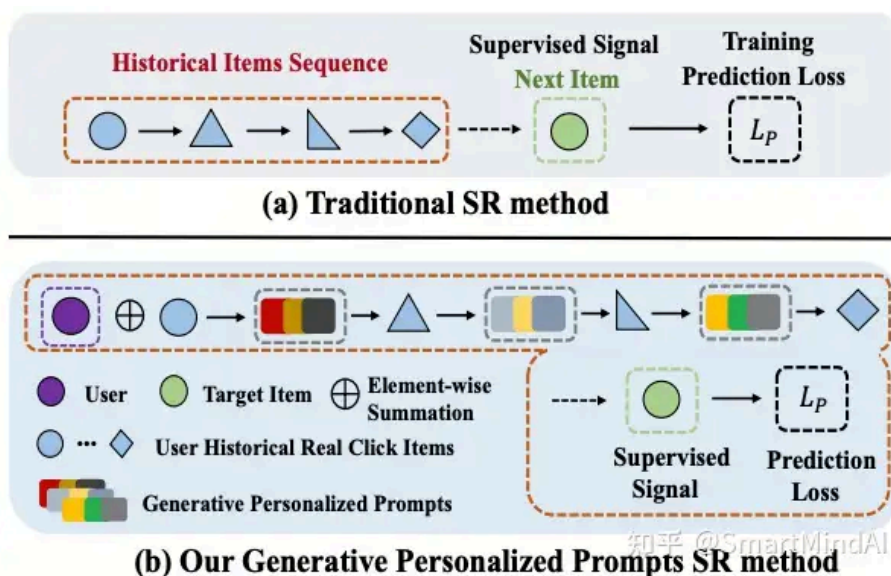 Historical Items Sequence
Supervised Signal
Next Item
Training
Prediction Loss
L_P
(a) Traditional SR method
User
Target Item
Element-wise
Summation
User Historical Real Click Items
Generative Personalized Prompts
L_P
Supervised
Signal
Prediction
Loss
知乎 @SmartMindAI
(b) Our Generative Personalized Prompts SR method